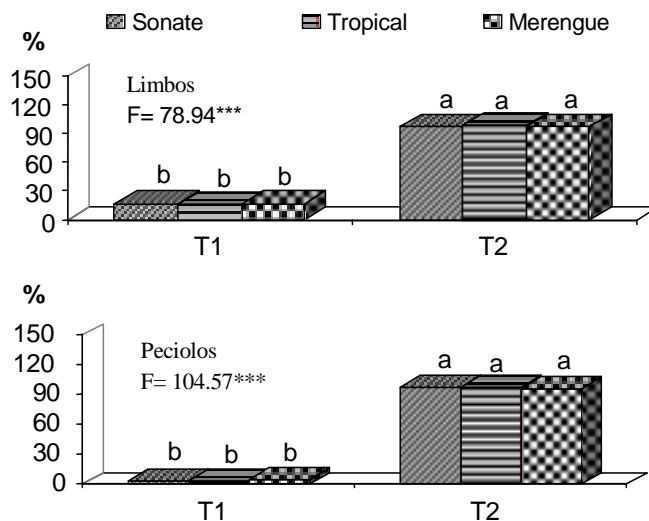 Sonate Tropical Merengue
%
150
120
90
60
30
0
Limbos
F= 78.94***
b b b
a a a
T1 T2
%
150
120
90
60
30
0
Peciolos
F= 104.57***
b b b
a a a
T1 T2